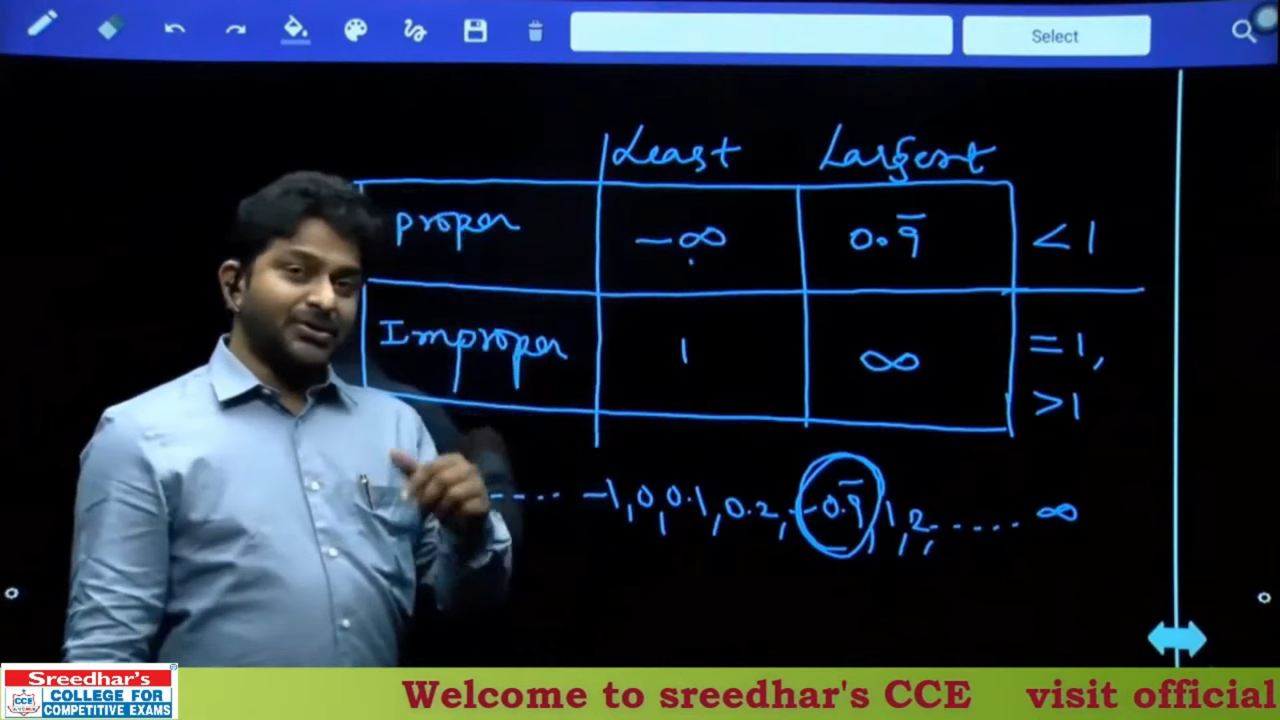 Select
Least Largest
proper -∞ 0.9̅ < 1
Improper 1 ∞ = 1,
> 1
------ -1, 0, 0.1, 0.2, --0.9̅, 1, 2, ------ ∞
Sreedhar's
CCE
COLLEGE FOR
COMPETITIVE EXAMS
Welcome to sreedhar's CCE visit official